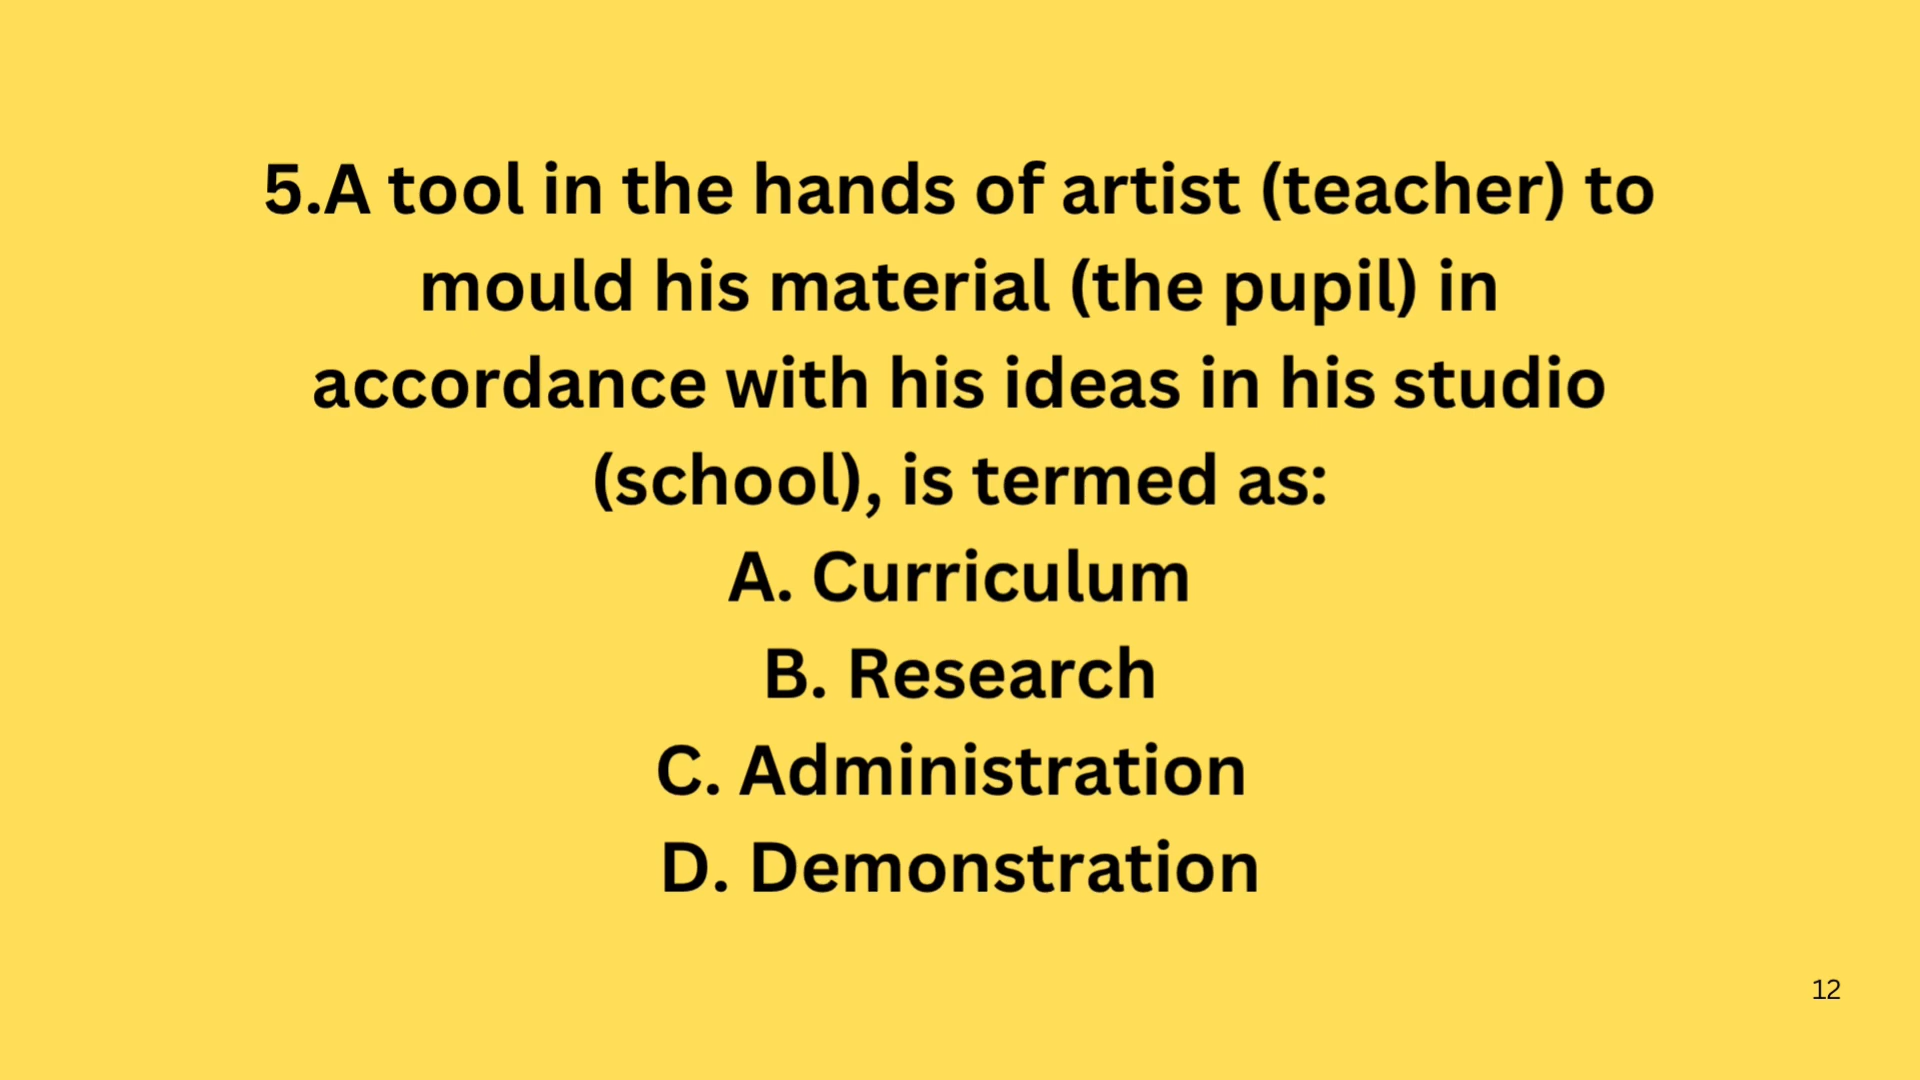 5.A tool in the hands of artist (teacher) to
mould his material (the pupil) in
accordance with his ideas in his studio
(school), is termed as:
A. Curriculum
B. Research
C. Administration
D. Demonstration
12